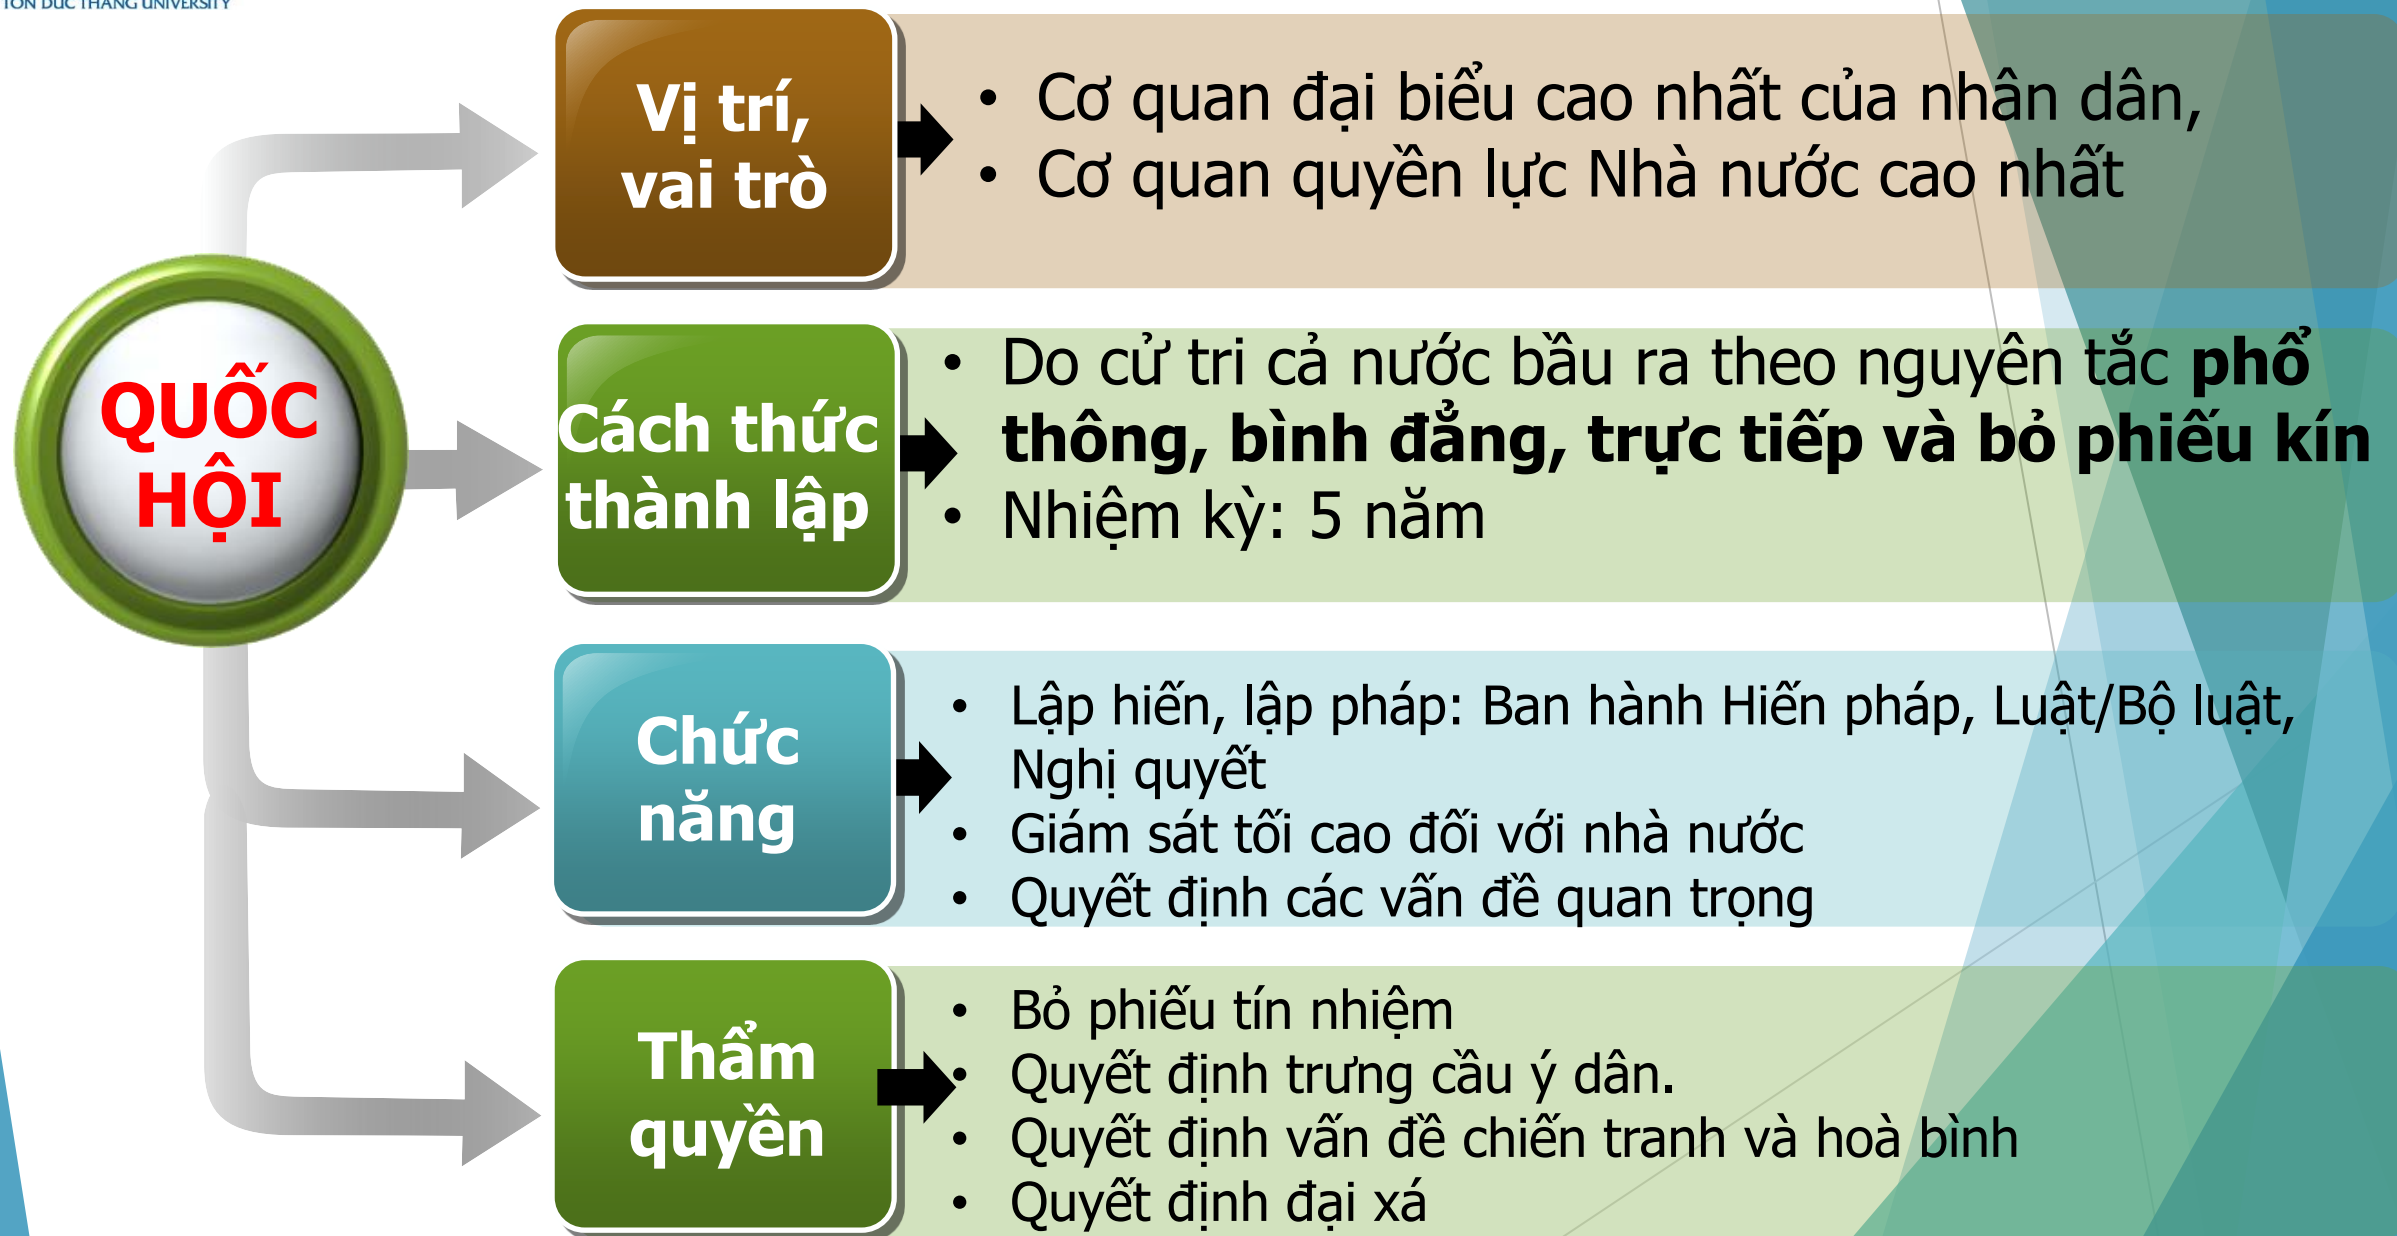 TON DUC THANG UNIVERSITY
QUỐC
HỘI
Vị trí,
vai trò
• Cơ quan đại biểu cao nhất của nhân dân,
• Cơ quan quyền lực Nhà nước cao nhất
Cách thức
thành lập
• Do cử tri cả nước bầu ra theo nguyên tắc phổ
thông, bình đẳng, trực tiếp và bỏ phiếu kín
• Nhiệm kỳ: 5 năm
Chức
năng
• Lập hiến, lập pháp: Ban hành Hiến pháp, Luật/Bộ luật,
Nghị quyết
• Giám sát tối cao đối với nhà nước
• Quyết định các vấn đề quan trọng
Thẩm
quyền
• Bỏ phiếu tín nhiệm
• Quyết định trưng cầu ý dân.
• Quyết định vấn đề chiến tranh và hoà bình
• Quyết định đại xá